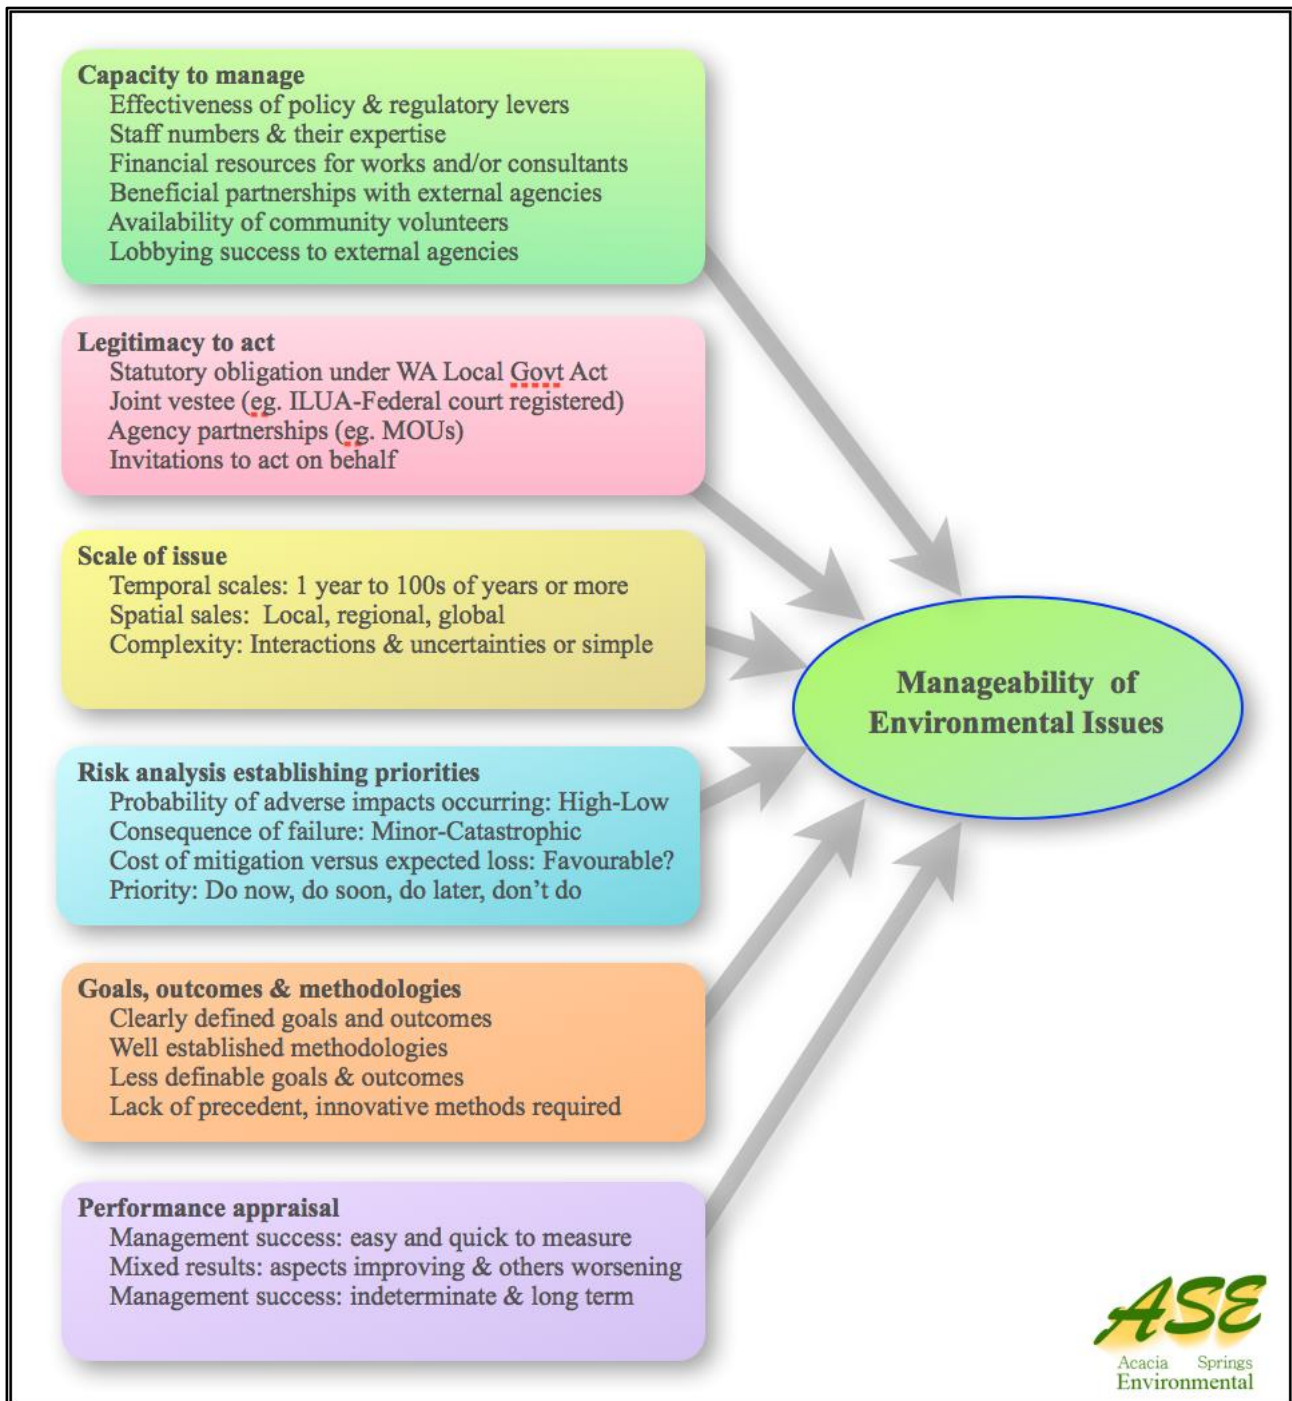 Capacity to manage
Effectiveness of policy & regulatory levers
Staff numbers & their expertise
Financial resources for works and/or consultants
Beneficial partnerships with external agencies
Availability of community volunteers
Lobbying success to external agencies
Legitimacy to act
Statutory obligation under WA Local Govt Act
Joint vestee (eg. ILUA-Federal court registered)
Agency partnerships (eg. MOUs)
Invitations to act on behalf
Scale of issue
Temporal scales: 1 year to 100s of years or more
Spatial sales:  Local, regional, global
Complexity: Interactions & uncertainties or simple
Risk analysis establishing priorities
Probability of adverse impacts occurring: High-Low
Consequence of failure: Minor-Catastrophic
Cost of mitigation versus expected loss: Favourable?
Priority: Do now, do soon, do later, don't do
Goals, outcomes & methodologies
Clearly defined goals and outcomes
Well established methodologies
Less definable goals & outcomes
Lack of precedent, innovative methods required
Performance appraisal
Management success: easy and quick to measure
Mixed results: aspects improving & others worsening
Management success: indeterminate & long term
Manageability of
Environmental Issues
ASE
Acacia Springs
Environmental